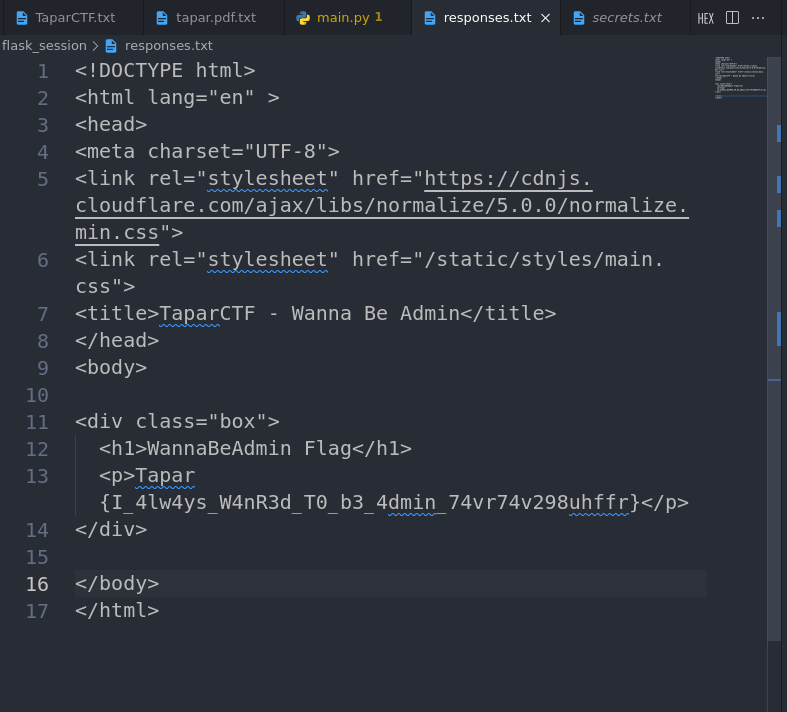 TaparCTF.txt tapar.pdf.txt main.py 1 responses.txt secrets.txt HEX
flask_session > responses.txt
1 <!DOCTYPE html>
2 <html lang="en" >
3 <head>
4 <meta charset="UTF-8">
5 <link rel="stylesheet" href="https://cdnjs.
cloudflare.com/ajax/libs/normalize/5.0.0/normalize.
min.css">
6 <link rel="stylesheet" href="/static/styles/main.
css">
7 <title>TaparCTF - Wanna Be Admin</title>
8 </head>
9 <body>
10
11 <div class="box">
12 <h1>WannaBeAdmin Flag</h1>
13 <p>Tapar
{I_4lw4ys_W4nR3d_T0_b3_4dmin_74vr74v298uhffr}</p>
14 </div>
15
16 </body>
17 </html>